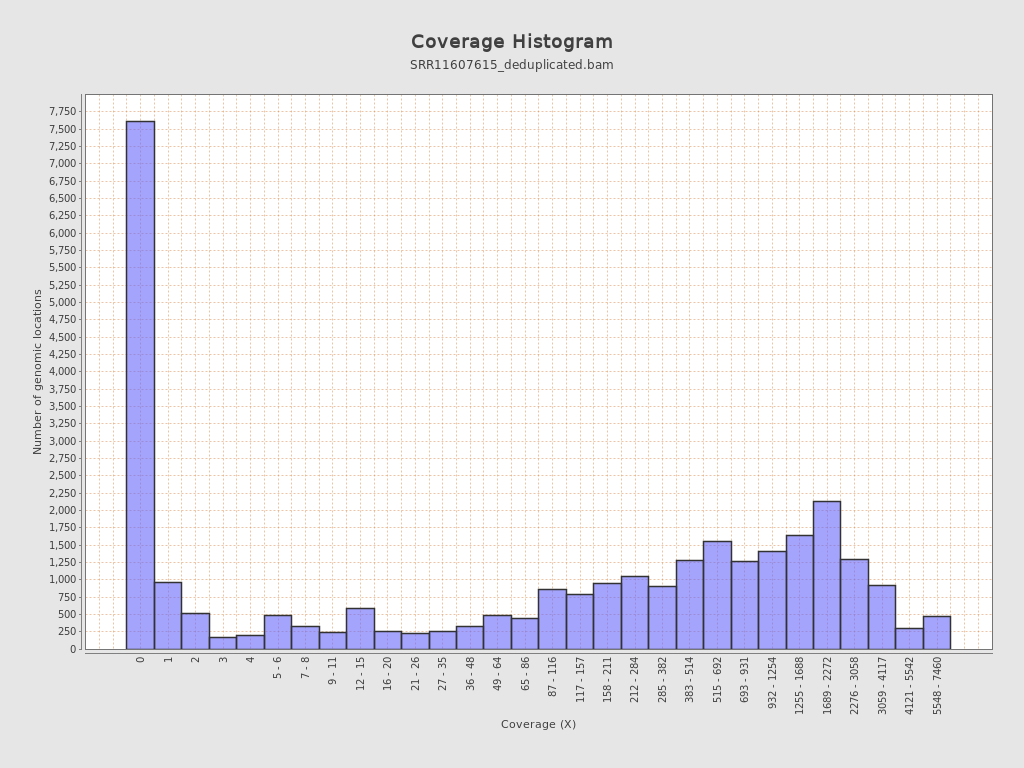 Coverage Histogram
SRR11607615_deduplicated.bam
Number of genomic locations
7,750
7,500
7,250
7,000
6,750
6,500
6,250
6,000
5,750
5,500
5,250
5,000
4,750
4,500
4,250
4,000
3,750
3,500
3,250
3,000
2,750
2,500
2,250
2,000
1,750
1,500
1,250
1,000
750
500
250
0
0
1
2
3
4
5 - 6
7 - 8
9 - 11
12 - 15
16 - 20
21 - 26
27 - 35
36 - 48
49 - 64
65 - 86
87 - 116
117 - 157
158 - 211
212 - 284
285 - 382
383 - 514
515 - 692
693 - 931
932 - 1254
1255 - 1688
1689 - 2272
2276 - 3058
3059 - 4117
4121 - 5542
5548 - 7460
Coverage (X)